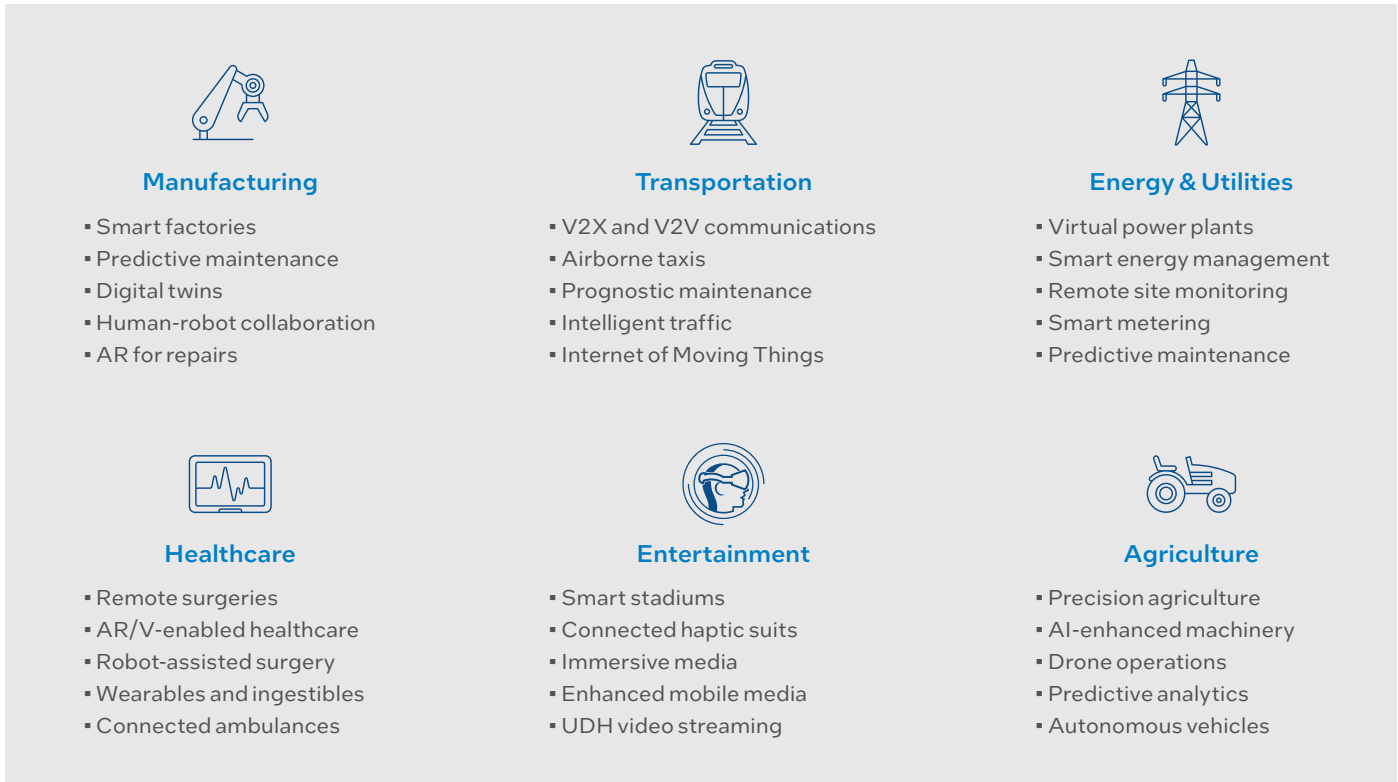 Manufacturing
▪ Smart factories
▪ Predictive maintenance
▪ Digital twins
▪ Human-robot collaboration
▪ AR for repairs
Transportation
▪ V2X and V2V communications
▪ Airborne taxis
▪ Prognostic maintenance
▪ Intelligent traffic
▪ Internet of Moving Things
Energy & Utilities
▪ Virtual power plants
▪ Smart energy management
▪ Remote site monitoring
▪ Smart metering
▪ Predictive maintenance
Healthcare
▪ Remote surgeries
▪ AR/V-enabled healthcare
▪ Robot-assisted surgery
▪ Wearables and ingestibles
▪ Connected ambulances
Entertainment
▪ Smart stadiums
▪ Connected haptic suits
▪ Immersive media
▪ Enhanced mobile media
▪ UDH video streaming
Agriculture
▪ Precision agriculture
▪ AI-enhanced machinery
▪ Drone operations
▪ Predictive analytics
▪ Autonomous vehicles